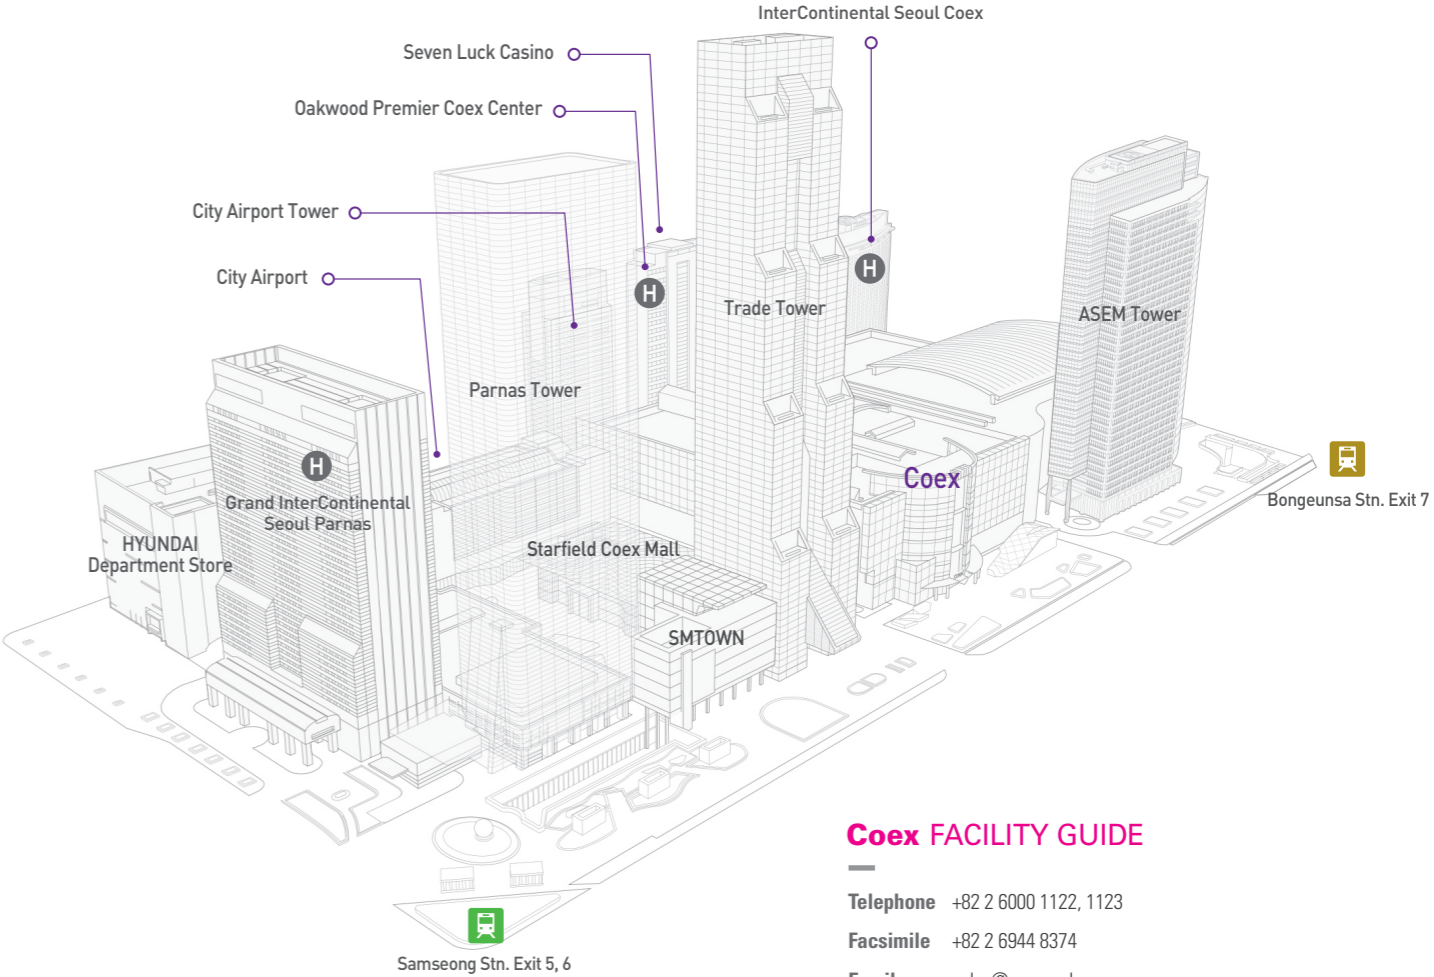 InterContinental Seoul Coex
Seven Luck Casino
Oakwood Premier Coex Center
City Airport Tower
City Airport
H
H
Trade Tower
ASEM Tower
Parnas Tower
H
Grand InterContinental
Seoul Parnas
Coex
Bongeunsa Stn. Exit 7
HYUNDAI
Department Store
Starfield Coex Mall
SMTOWN
Coex FACILITY GUIDE
Telephone +82 2 6000 1122, 1123
Facsimile +82 2 6944 8374
Samseong Stn. Exit 5, 6